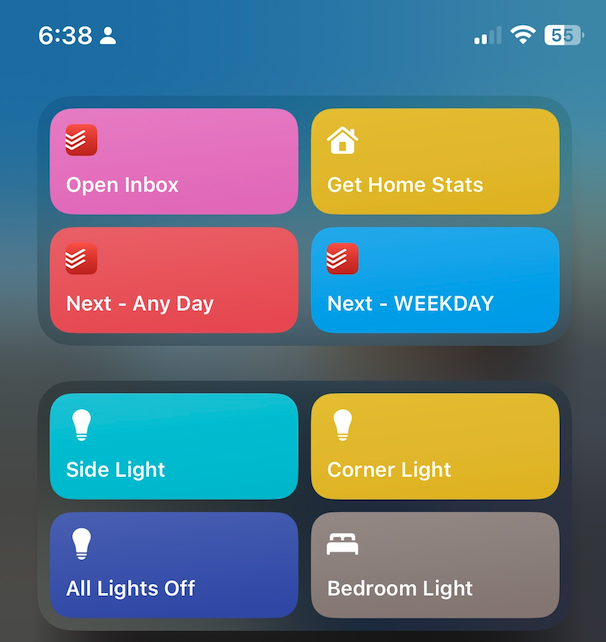 6:38
55
Open Inbox
Get Home Stats
Next - Any Day
Next - WEEKDAY
Side Light
Corner Light
All Lights Off
Bedroom Light